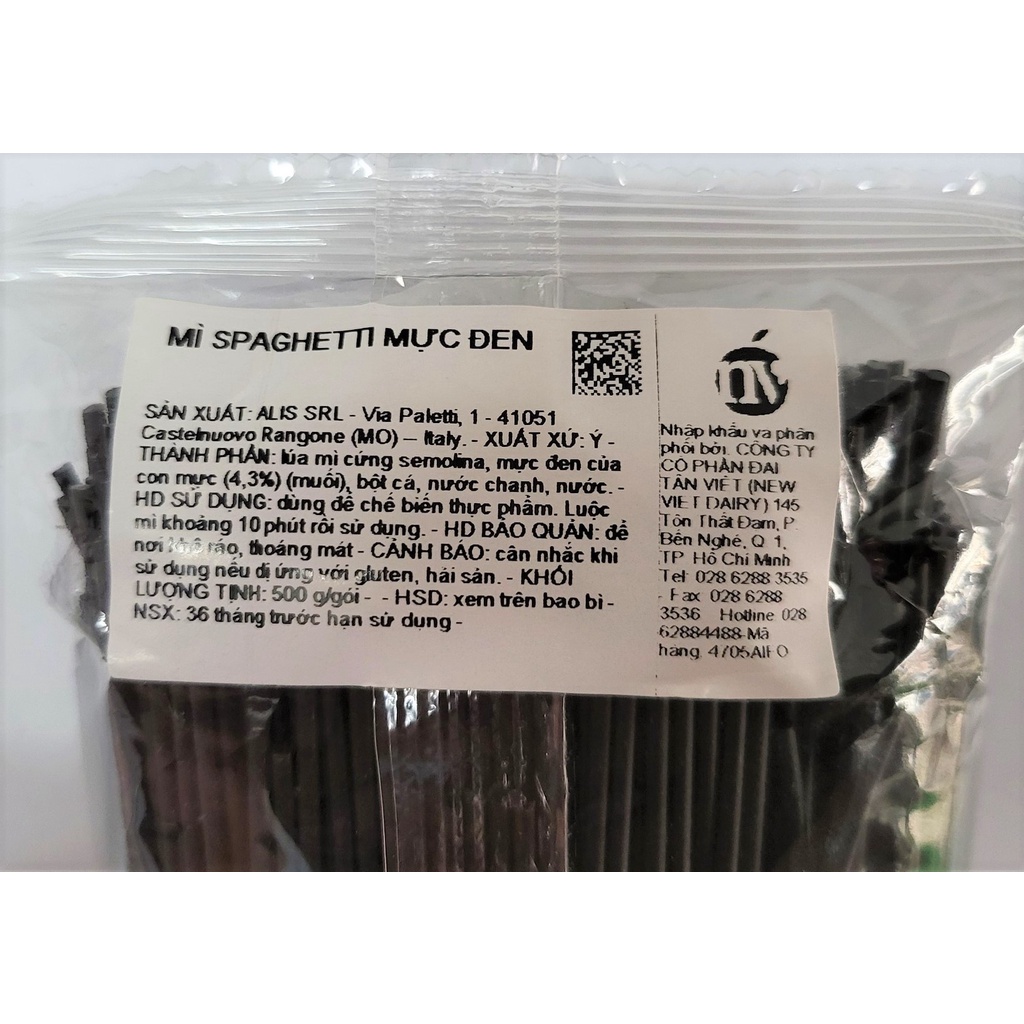 MÌ SPAGHETTI MỰC ĐEN
SẢN XUẤT: ALIS SRL - Via Paletti, 1 - 41051
Castelnuovo Rangone (MO) – Italy. - XUẤT XỨ: Ý -
THÀNH PHẦN: lúa mì cứng semolina, mực đen của
con mực (4,3%) (muối), bột cá, nước chanh, nước. -
HD SỬ DỤNG: dùng để chế biến thực phẩm. Luộc
mì khoảng 10 phút rồi sử dụng. - HD BẢO QUẢN: để
nơi khô ráo, thoáng mát - CẢNH BÁO: cân nhắc khi
sử dụng nếu dị ứng với gluten, hải sản. - KHỐI
LƯỢNG TỊNH: 500 g/gói - - HSD: xem trên bao bì -
NSX: 36 tháng trước hạn sử dụng -
nv
Nhập khẩu và phân
phối bởi: CÔNG TY
CỔ PHẦN ĐẠI
TÂN VIỆT (NEW
VIET DAIRY) 145
Tôn Thất Đạm, P.
Bến Nghé, Q 1,
TP Hồ Chí Minh
Tel: 028 6288 3535
- Fax 028 6288
3536 Hotline 028
62884488-Mã
hàng